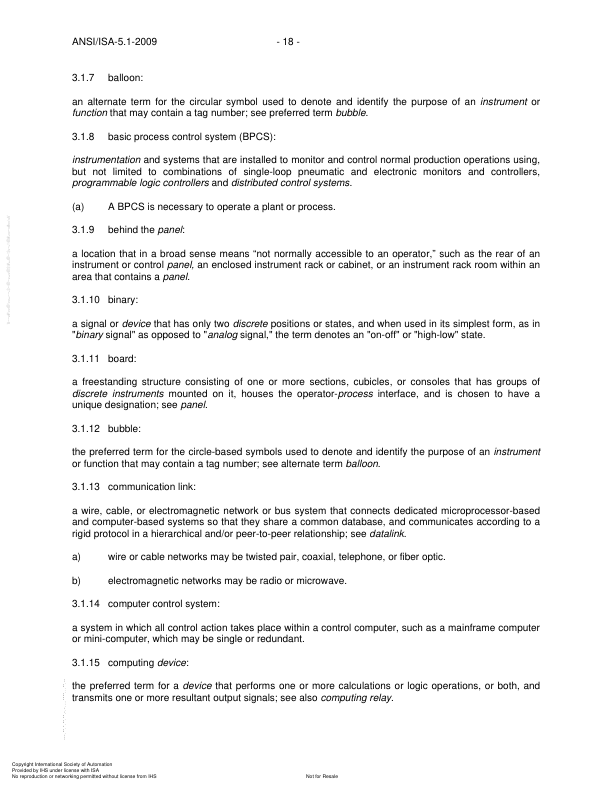 ANSI/ISA-5.1-2009 - 18 -
3.1.7 balloon:
an alternate term for the circular symbol used to denote and identify the purpose of an instrument or
function that may contain a tag number; see preferred term bubble.
3.1.8 basic process control system (BPCS):
instrumentation and systems that are installed to monitor and control normal production operations using,
but not limited to combinations of single-loop pneumatic and electronic monitors and controllers,
programmable logic controllers and distributed control systems.
(a) A BPCS is necessary to operate a plant or process.
3.1.9 behind the panel:
a location that in a broad sense means “not normally accessible to an operator,” such as the rear of an
instrument or control panel, an enclosed instrument rack or cabinet, or an instrument rack room within an
area that contains a panel.
3.1.10 binary:
a signal or device that has only two discrete positions or states, and when used in its simplest form, as in
"binary signal" as opposed to "analog signal," the term denotes an "on-off" or "high-low" state.
3.1.11 board:
a freestanding structure consisting of one or more sections, cubicles, or consoles that has groups of
discrete instruments mounted on it, houses the operator-process interface, and is chosen to have a
unique designation; see panel.
3.1.12 bubble:
the preferred term for the circle-based symbols used to denote and identify the purpose of an instrument
or function that may contain a tag number; see alternate term balloon.
3.1.13 communication link:
a wire, cable, or electromagnetic network or bus system that connects dedicated microprocessor-based
and computer-based systems so that they share a common database, and communicates according to a
rigid protocol in a hierarchical and/or peer-to-peer relationship; see datalink.
a) wire or cable networks may be twisted pair, coaxial, telephone, or fiber optic.
b) electromagnetic networks may be radio or microwave.
3.1.14 computer control system:
a system in which all control action takes place within a control computer, such as a mainframe computer
or mini-computer, which may be single or redundant.
3.1.15 computing device:
the preferred term for a device that performs one or more calculations or logic operations, or both, and
transmits one or more resultant output signals; see also computing relay.
Copyright International Society of Automation
Provided by IHS under license with ISA
No reproduction or networking permitted without license from IHS Not for Resale